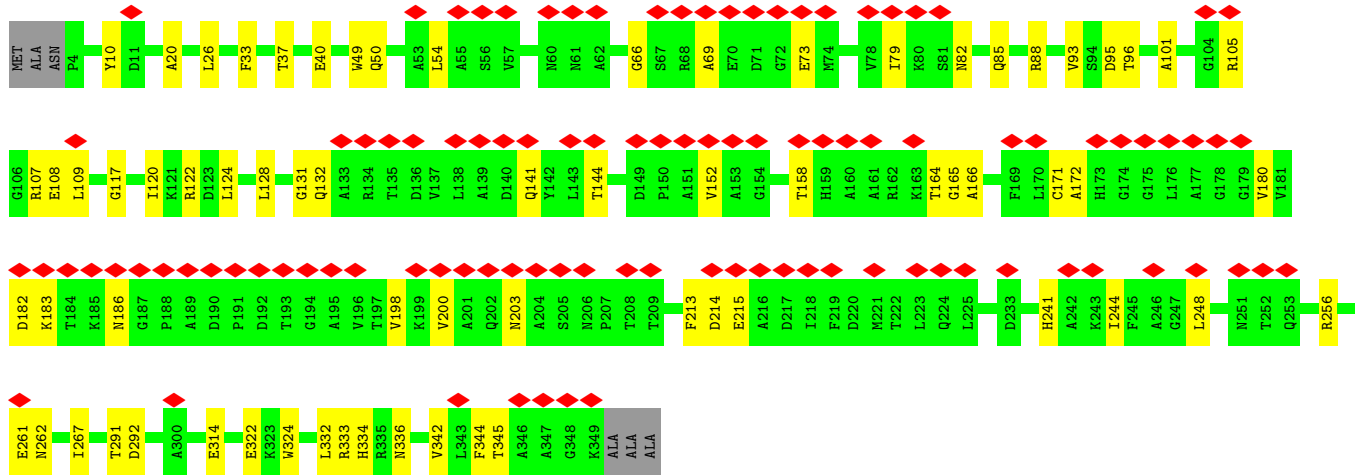 MET ALA ASN P4 Y10 D11 A20 L26 F33 T37 E40 W49 Q50 A53 L54 A55 S56 V57 N60 N61 A62 G66 S67 R68 A69 E70 D71 G72 E73 M74 V78 I79 K80 S81 N82 Q85 R88 V93 S94 D95 T96 A101 G104 R105
G106 R107 E108 L109 G117 I120 K121 R122 D123 L124 L128 G131 Q132 A133 R134 T135 D136 V137 L138 A139 D140 Q141 Y142 L143 T144 D149 P150 A151 V152 A153 G154 T158 H159 A160 A161 R162 K163 T164 G165 A166 F169 L170 C171 A172 H173 G174 G175 L176 A177 G178 G179 V180 V181
D182 K183 T184 K185 N186 G187 P188 A189 D190 P191 D192 T193 G194 A195 V196 T197 V198 K199 V200 A201 Q202 N203 A204 S205 N206 P207 T208 T209 F213 D214 E215 A216 D217 I218 F219 D220 M221 T222 L223 Q224 L225 D233 H241 A242 K243 I244 F245 A246 G247 L248 N251 T252 Q253 R256
E261 N262 I267 T291 D292 A300 E314 E322 K323 W324 L332 R333 H334 R335 N336 V342 L343 F344 T345 A346 A347 G348 K349 ALA ALA ALA